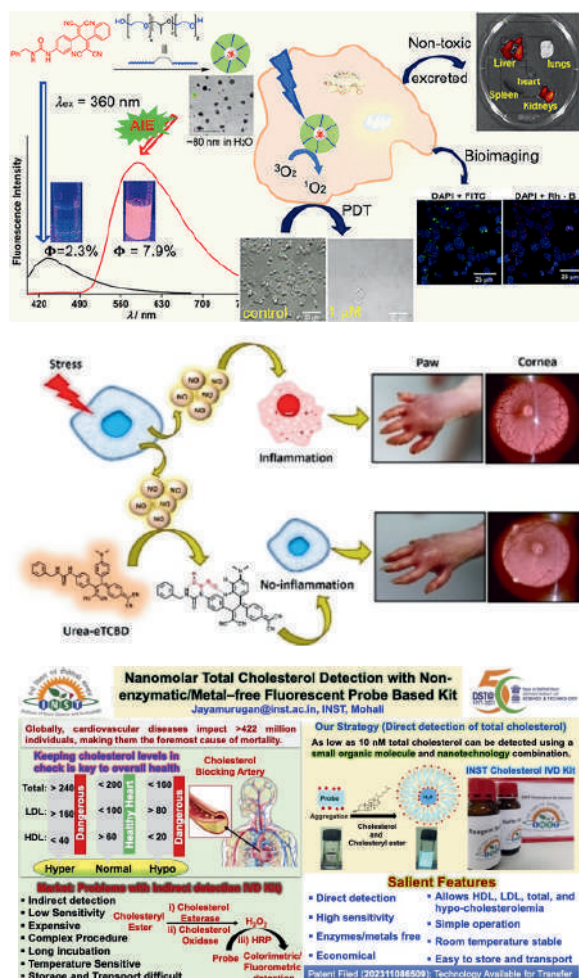 HO
H
Non-toxic
excreted
Liver
lungs
heart
Spleen
Kidneys
λex = 360 nm
AIE
~80 nm in H2O
3O2
1O2
Bioimaging
PDT
DAPI + FITC
DAPI + Rh - B
25 μm
25 μm
Fluorescence Intensity
Φ=2.3%
Φ = 7.9%
control
1 μM
420 490 560 630 700
λ/ nm
Stress
NO
Inflammation
Paw
Cornea
No-inflammation
Urea-eTCBD
INST
Nanomolar Total Cholesterol Detection with Non-
enzymatic/Metal–free Fluorescent Probe Based Kit
Jayamurugan@inst.ac.in, INST, Mohali
DST
Globally, cardiovascular diseases impact >422 million
individuals, making them the foremost cause of mortality.
Keeping cholesterol levels in
check is key to overall health
Total: > 240 < 200 < 160
LDL: > 160 < 100 > 80
HDL: < 40 > 60 < 20
Dangerous
Healthy Heart
Dangerous
Hyper Normal Hypo
Cholesterol
Blocking Artery
Our Strategy (Direct detection of total cholesterol)
As low as 10 nM total cholesterol can be detected using a
small organic molecule and nanotechnology combination.
Probe
Aggregation
Cholesterol
and
Cholesteryl ester
INST Cholesterol IVD Kit
Market: Problems with Indirect detection IVD Kit)
▪ Indirect detection
▪ Low Sensitivity
▪ Expensive
▪ Complex Procedure
▪ Long incubation
▪ Temperature Sensitive
▪ Storage and Transport difficult
Cholesteryl
Ester
i) Cholesterol
Esterase
ii) Cholesterol
Oxidase
H2O2
iii) HRP
Probe
Colorimetric/
Fluorometric
detection
Salient Features
▪ Direct detection
▪ High sensitivity
▪ Enzymes/metals free
▪ Economical
▪ Allows HDL, LDL, total, and
hypo-cholesterolemia
▪ Simple operation
▪ Room temperature stable
▪ Easy to store and transport
Patent Filed (202311086509) Technology Available for Transfer